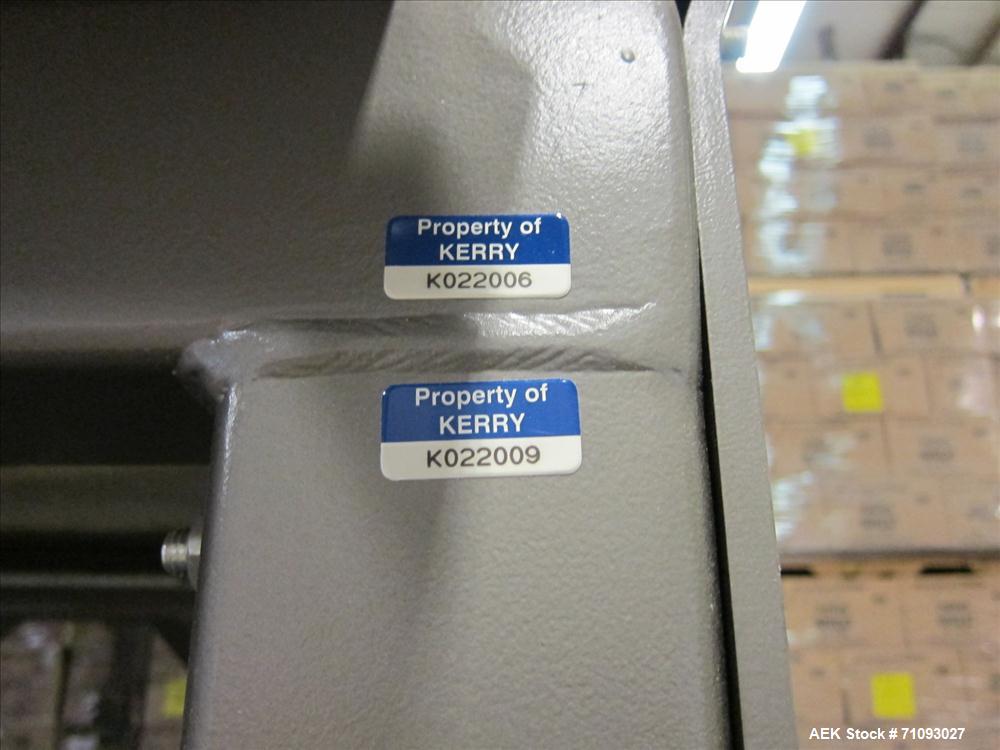 Property of
KERRY
K022006
Property of
KERRY
K022009
AEK Stock # 71093027